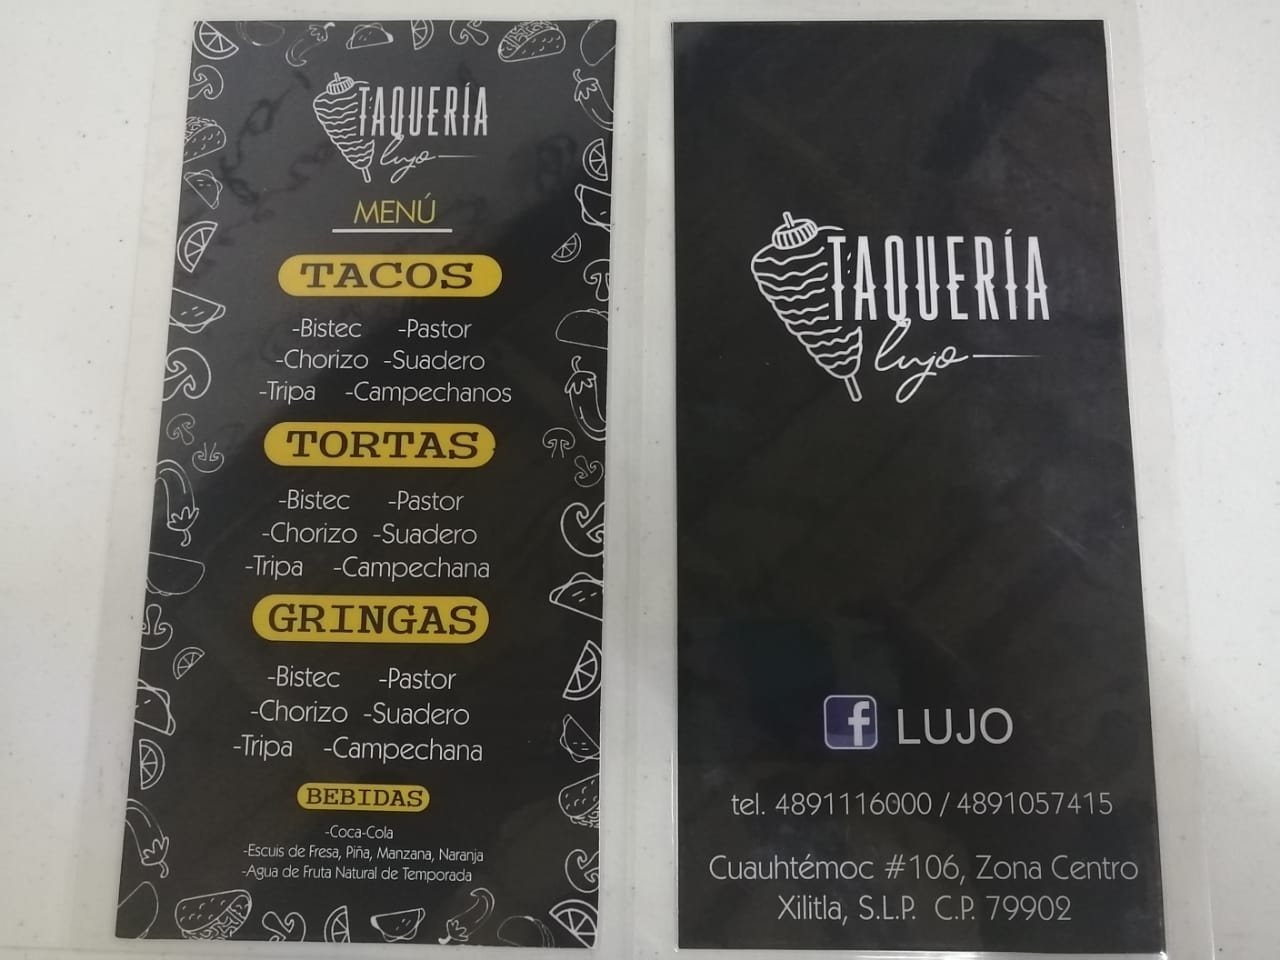 TAQUERÍA
lujo
MENÚ
TACOS
-Bistec -Pastor
-Chorizo -Suadero
-Tripa -Campechanos
TORTAS
-Bistec -Pastor
-Chorizo -Suadero
-Tripa -Campechana
GRINGAS
-Bistec -Pastor
-Chorizo -Suadero
-Tripa -Campechana
BEBIDAS
-Coca-Cola
-Escuis de Fresa, Piña, Manzana, Naranja
-Agua de Fruta Natural de Temporada
TAQUERÍA
lujo
f LUJO
tel. 4891116000 / 4891057415
Cuauhtémoc #106, Zona Centro
Xilitla, S.L.P. C.P. 79902